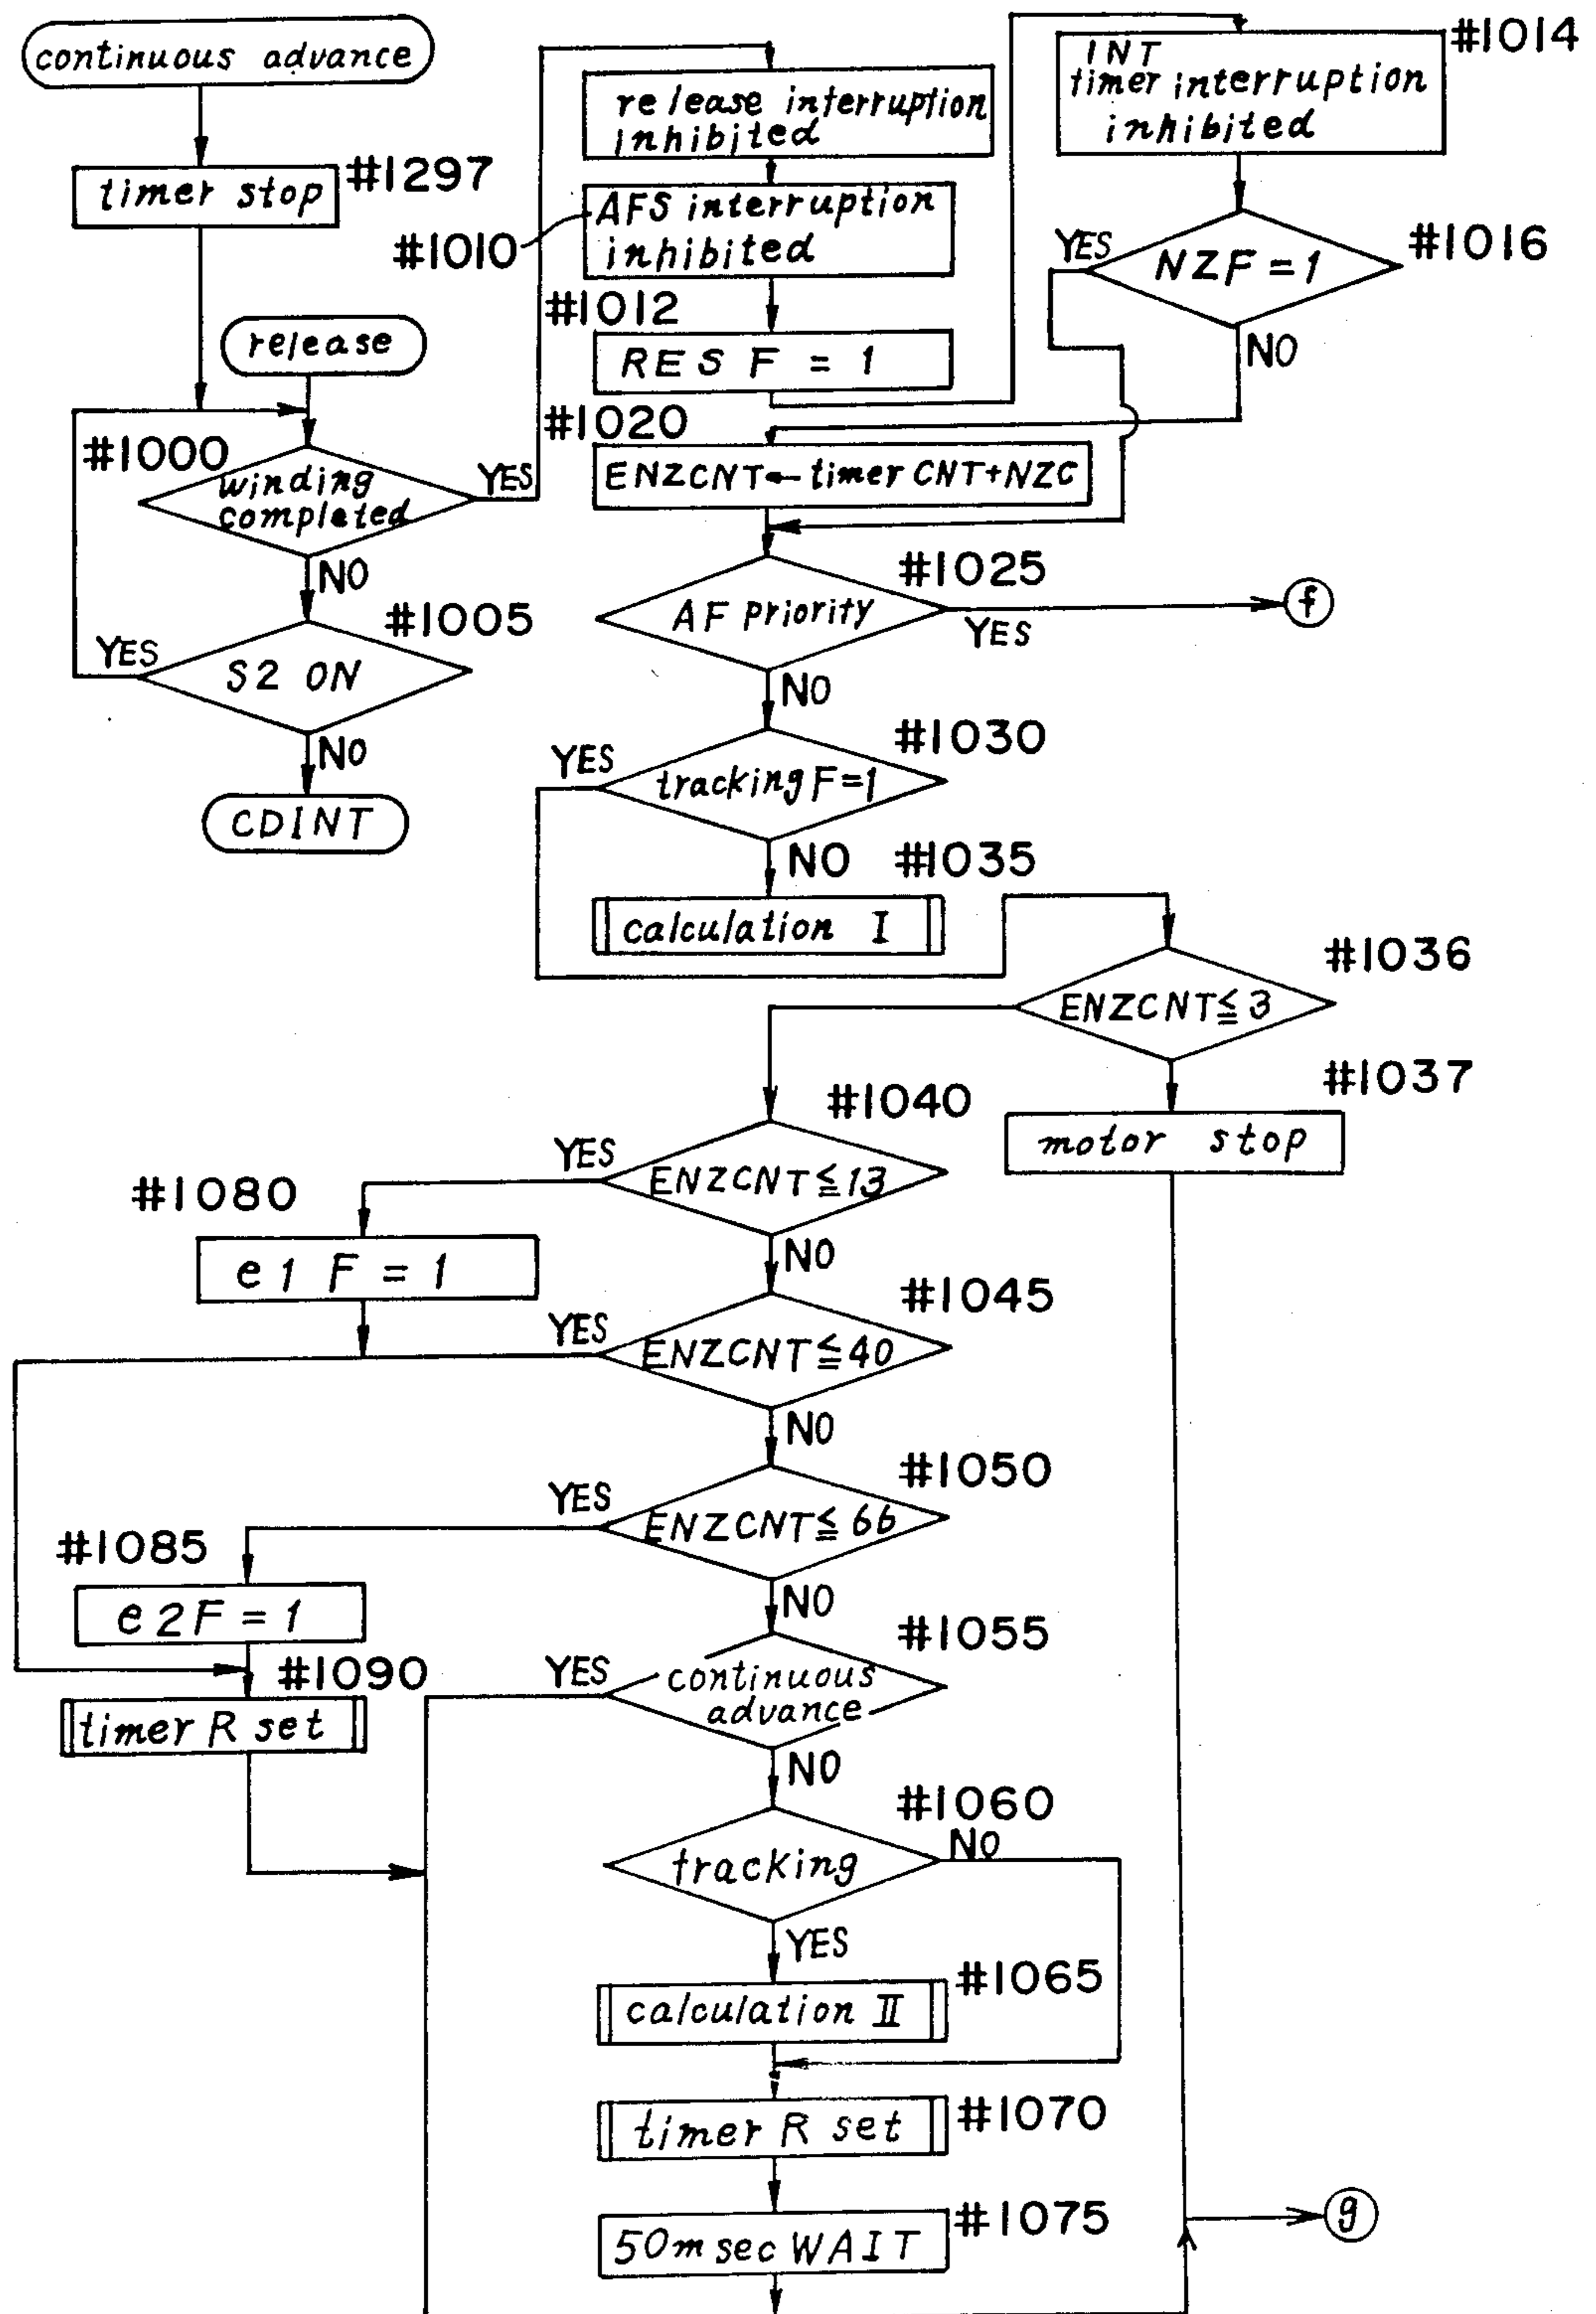 continuous advance
timer stop
#1297
release
#1000
winding
completed
YES
NO
#1005
S2 ON
YES
NO
CDINT
release interruption
inhibited
#1010
AFS interruption
inhibited
#1012
RES F = 1
#1014
INT
timer interruption
inhibited
#1016
NZF = 1
YES
NO
#1020
ENZCNT←timer CNT+NZC
#1025
AF priority
YES
f
NO
#1030
YES
tracking F=1
NO
#1035
calculation I
#1036
ENZCNT≦3
#1037
motor stop
#1040
YES
ENZCNT≦13
NO
#1080
e1 F = 1
#1045
YES
ENZCNT≦40
NO
#1050
YES
ENZCNT≦66
NO
#1085
e2F = 1
#1090
timer R set
#1055
YES
continuous
advance
NO
#1060
tracking
NO
YES
#1065
calculation II
#1070
timer R set
#1075
50msec WAIT
g